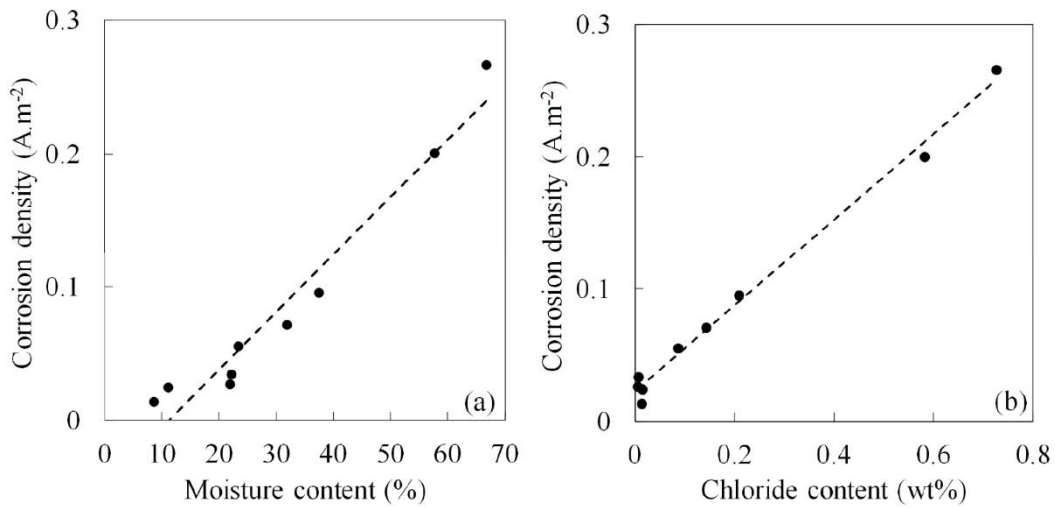 0.3
0.2
0.1
0
0 10 20 30 40 50 60 70
Corrosion density (A.m-2)
Moisture content (%)
(a)
0.3
0.2
0.1
0
0 0.2 0.4 0.6 0.8
Corrosion density (A.m-2)
Chloride content (wt%)
(b)